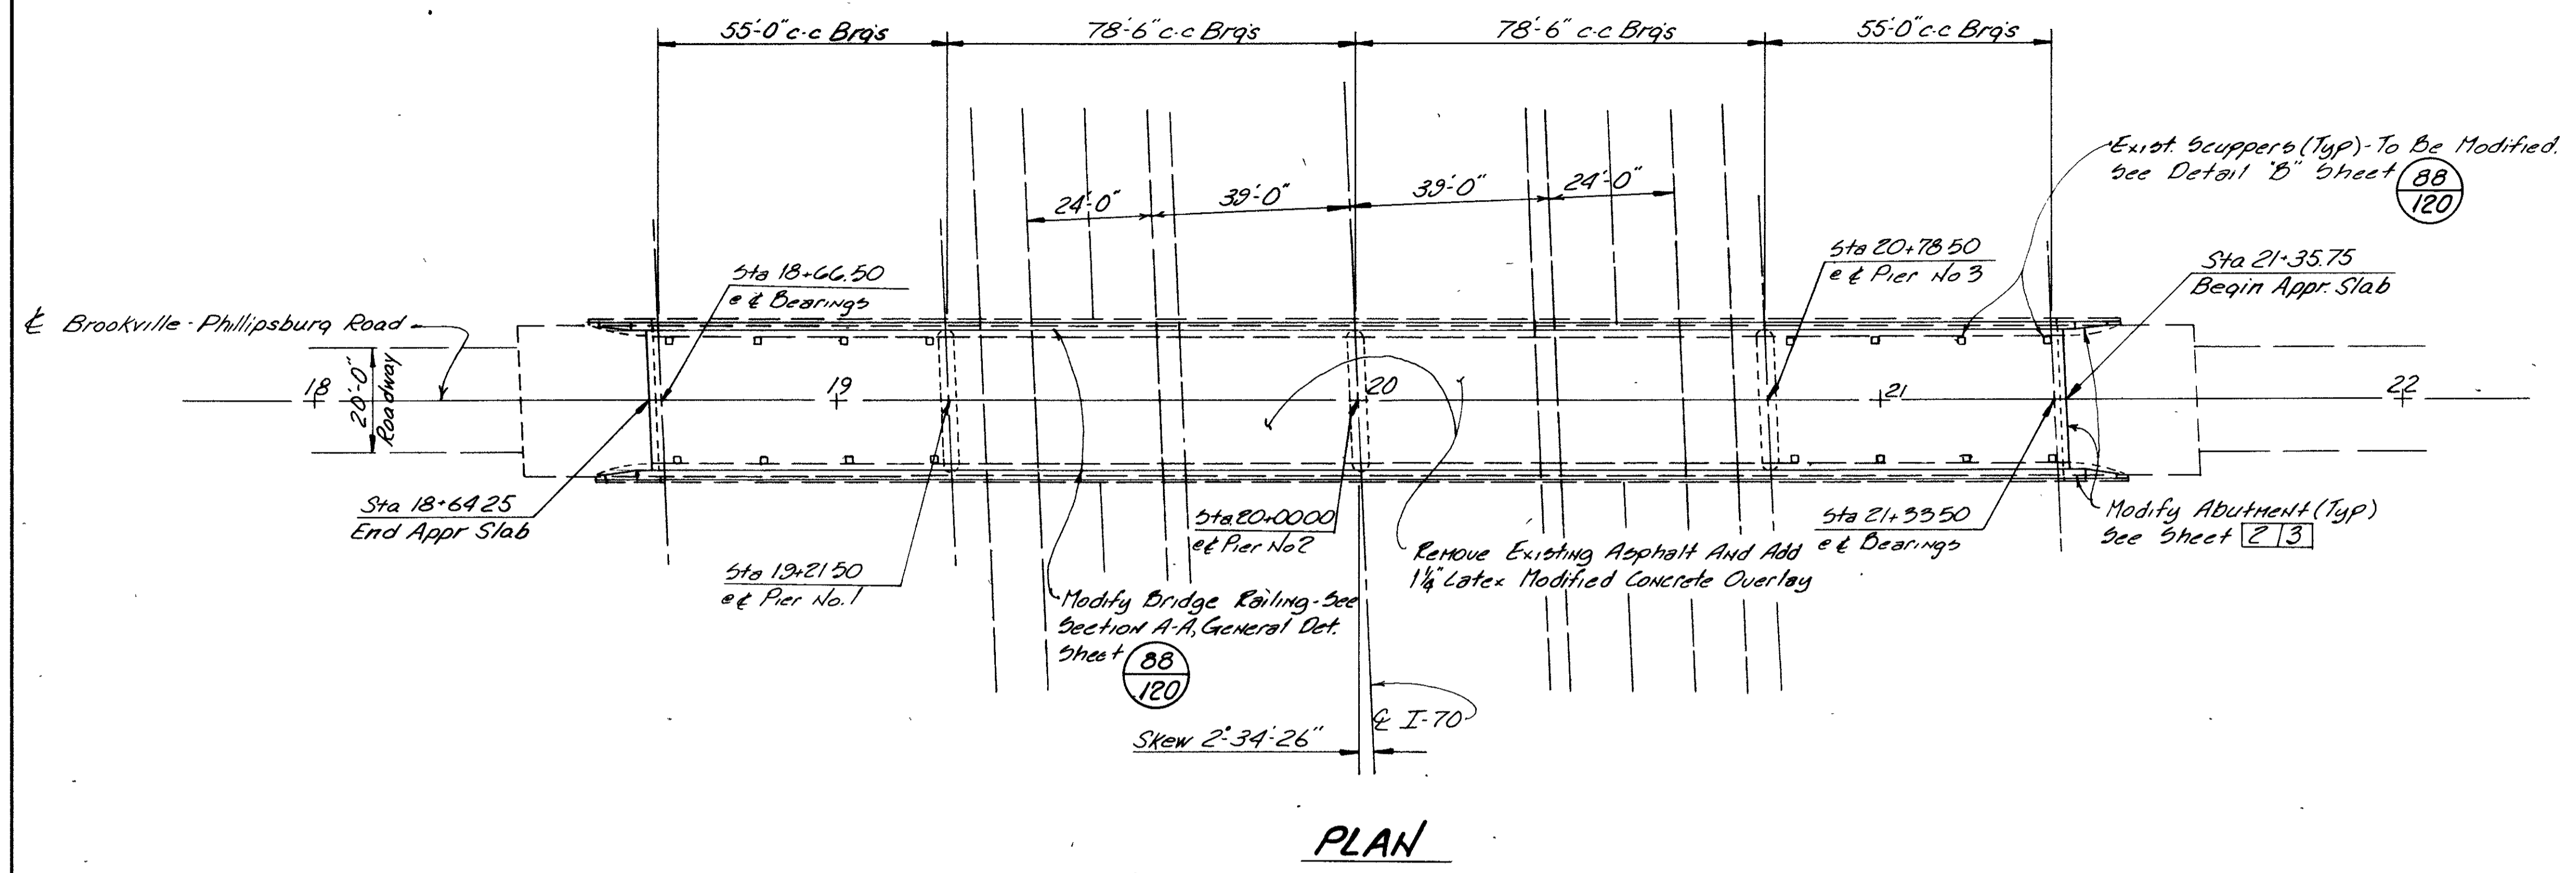 55'-0" c-c Brg's
78'-6" c-c Brg's
78'-6" c-c Brg's
55'-0" c-c Brg's
Exist. Scuppers (Typ) - To Be Modified.
See Detail "B" Sheet 88
120
24'-0"
39'-0"
39'-0"
24'-0"
Sta 18+66.50
@ ℄ Bearings
Sta 20+78 50
@ ℄ Pier No 3
Sta 21+35.75
Begin Appr. Slab
℄ Brookville - Phillipsburg Road
20'-0"
Roadway
18
19
20
21
22
Sta 18+64 25
End Appr Slab
Sta 19+21 50
@ ℄ Pier No. 1
Sta. 20+00 00
@ ℄ Pier No 2
Sta 21+33 50
@ ℄ Bearings
Modify Abutment (Typ)
See Sheet 2 3
Remove Existing Asphalt And Add
1¼" Latex Modified Concrete Overlay
Modify Bridge Railing - See
Section A-A, General Det.
Sheet 88
120
℄ I-70
Skew 2°-34'-26"
PLAN